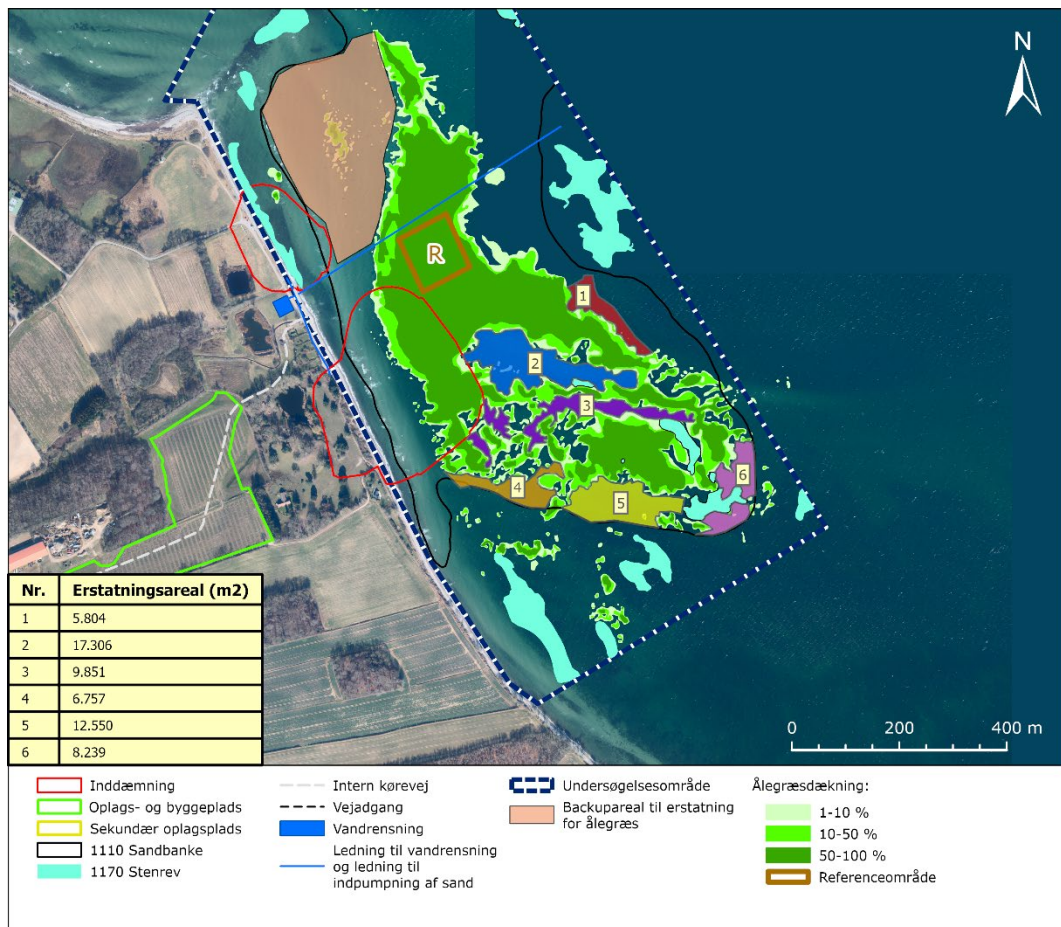 N
R
1
2
3
4
5
6
Nr. Erstatningsareal (m2)
1 5.804
2 17.306
3 9.851
4 6.757
5 12.550
6 8.239
0 200 400 m
Inddæmning
Oplags- og byggeplads
Sekundær oplagsplads
1110 Sandbanke
1170 Stenrev
Intern kørevej
Vejadgang
Vandrensning
Ledning til vandrensning
og ledning til
indpumpning af sand
Undersøgelsesområde
Backupareal til erstatning
for ålegræs
Ålegræsdækning:
1-10 %
10-50 %
50-100 %
Referenceområde